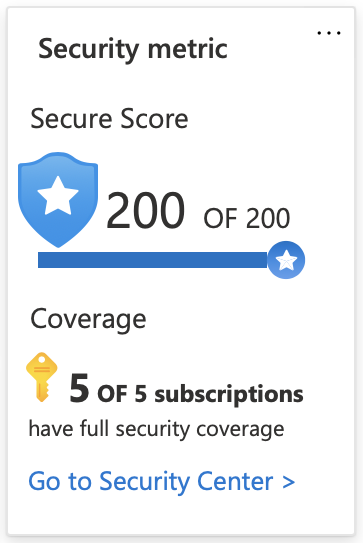 Security metric
Secure Score
200 OF 200
Coverage
5 OF 5 subscriptions
have full security coverage
Go to Security Center >